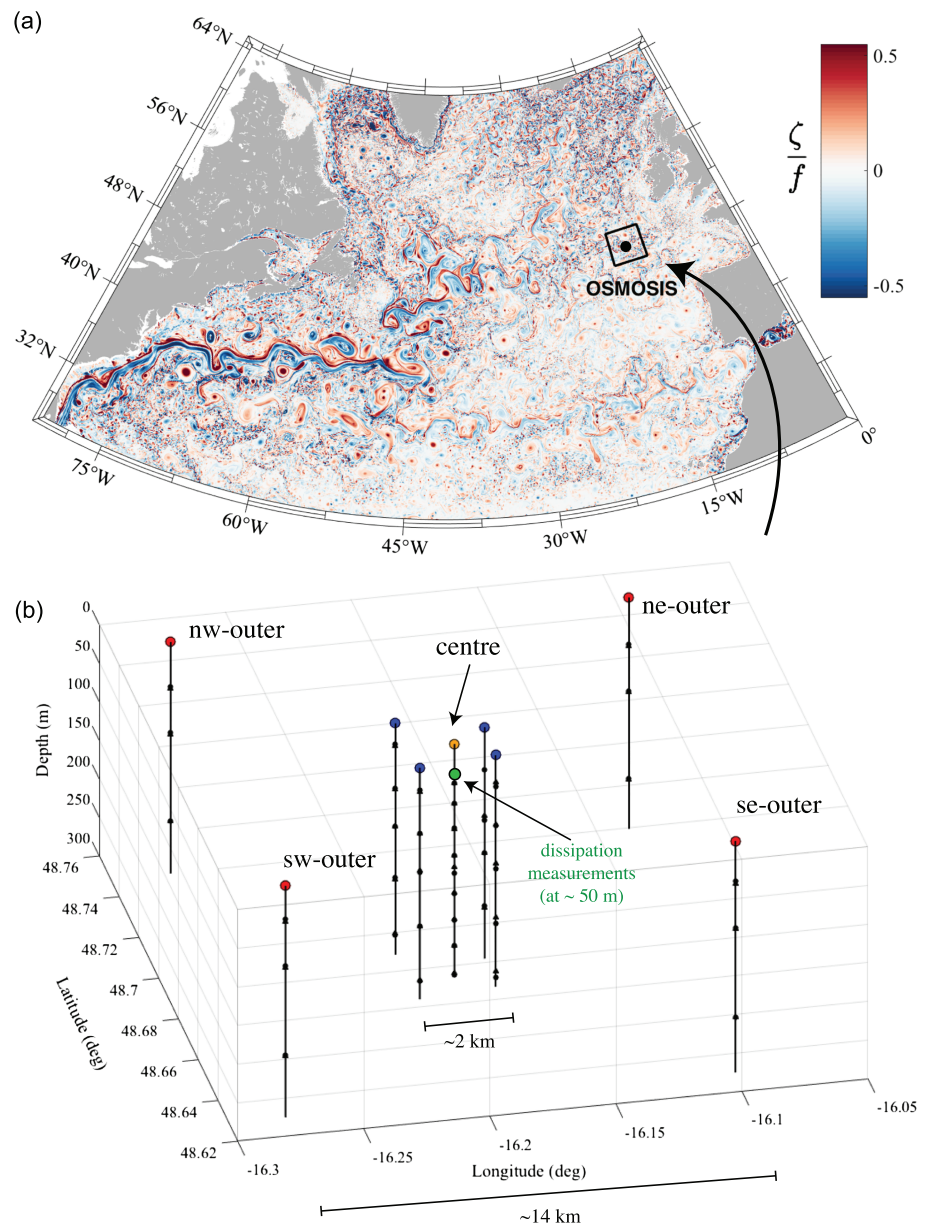 (a)
64°N
56°N
48°N
40°N
32°N
75°W
60°W
45°W
30°W
15°W
0°
OSMOSIS
0.5
0
-0.5
ζ
f
(b)
nw-outer
ne-outer
centre
sw-outer
se-outer
dissipation
measurements
(at ~ 50 m)
Depth (m)
0
50
100
150
200
250
300
48.76
48.74
48.72
48.7
48.68
48.66
48.64
48.62
Latitude (deg)
~2 km
-16.3
-16.25
-16.2
-16.15
-16.1
-16.05
Longitude (deg)
~14 km